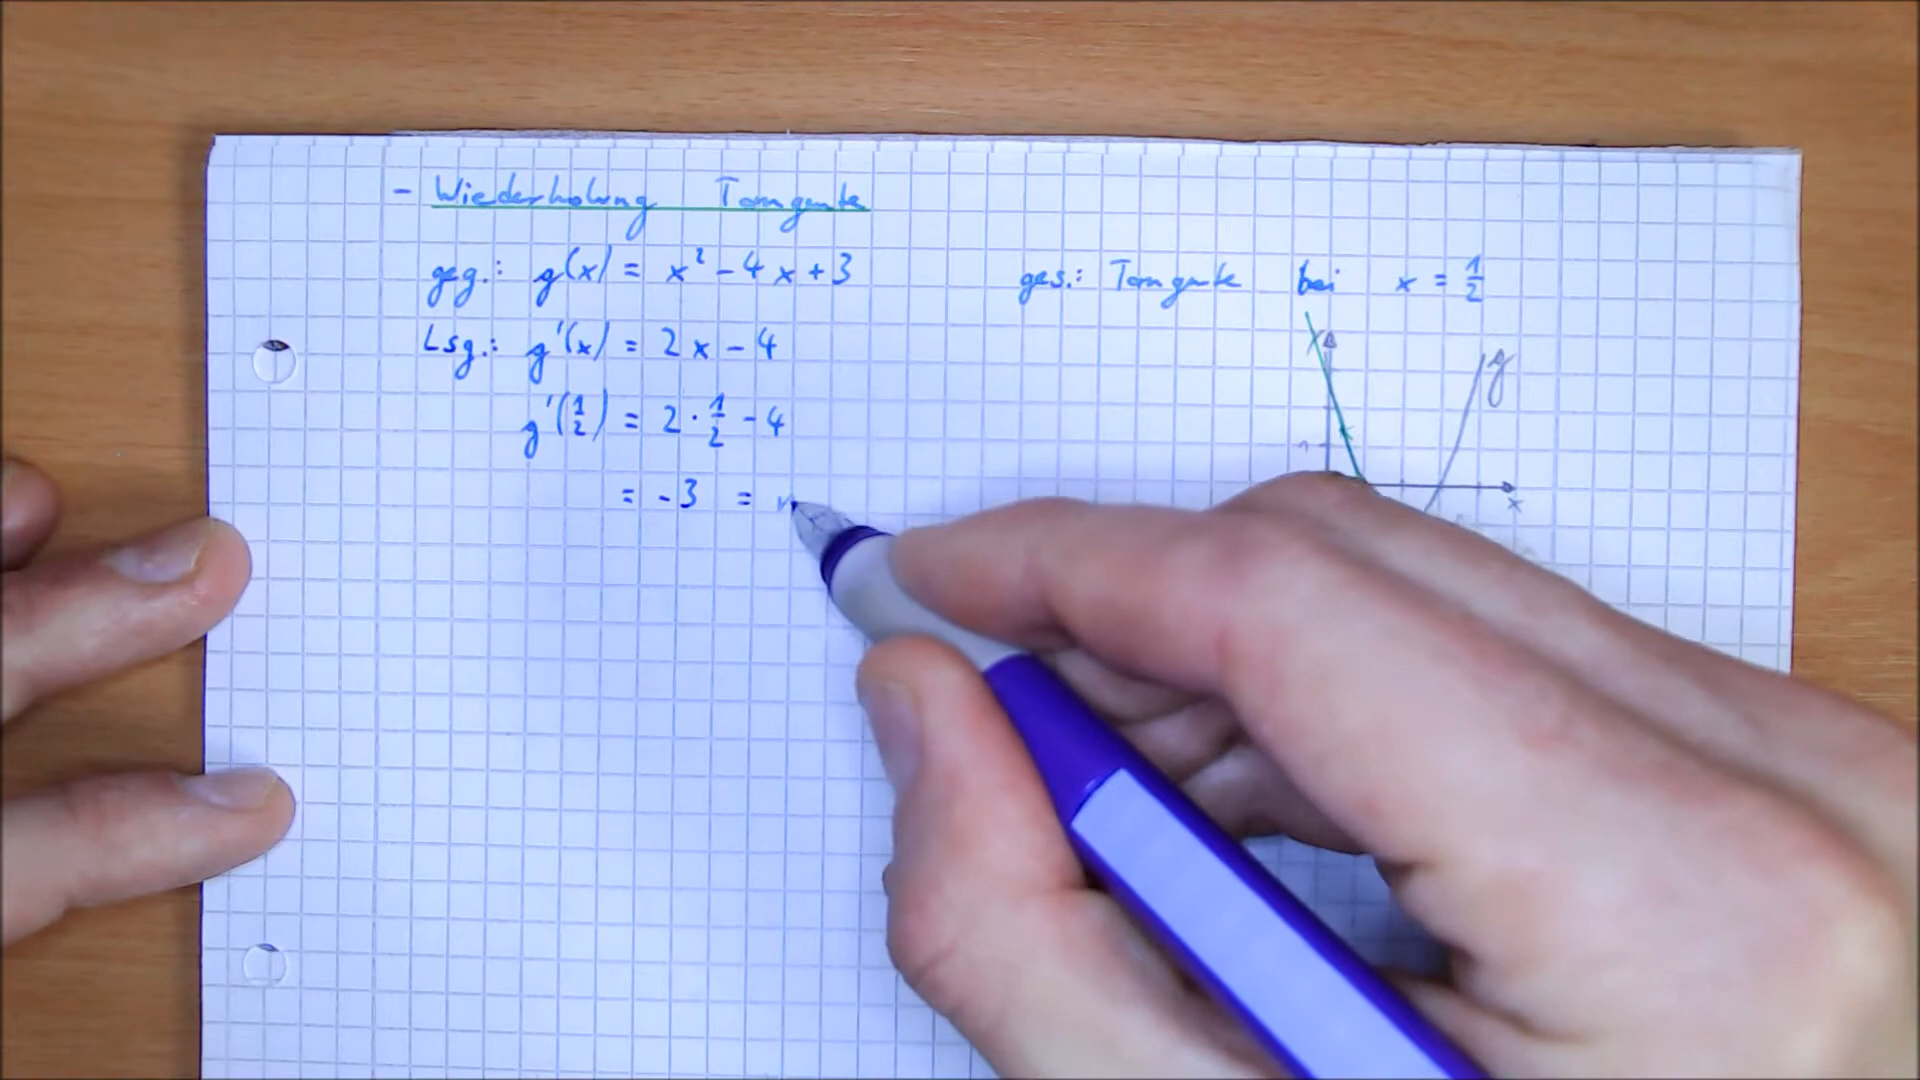 - Wiederholung Tangente
geg.: g(x) = x² - 4x + 3 ges.: Tangente bei x = 1/2
Lsg.: g'(x) = 2x - 4
g'(1/2) = 2 · 1/2 - 4
= -3 =
y
g
1
x